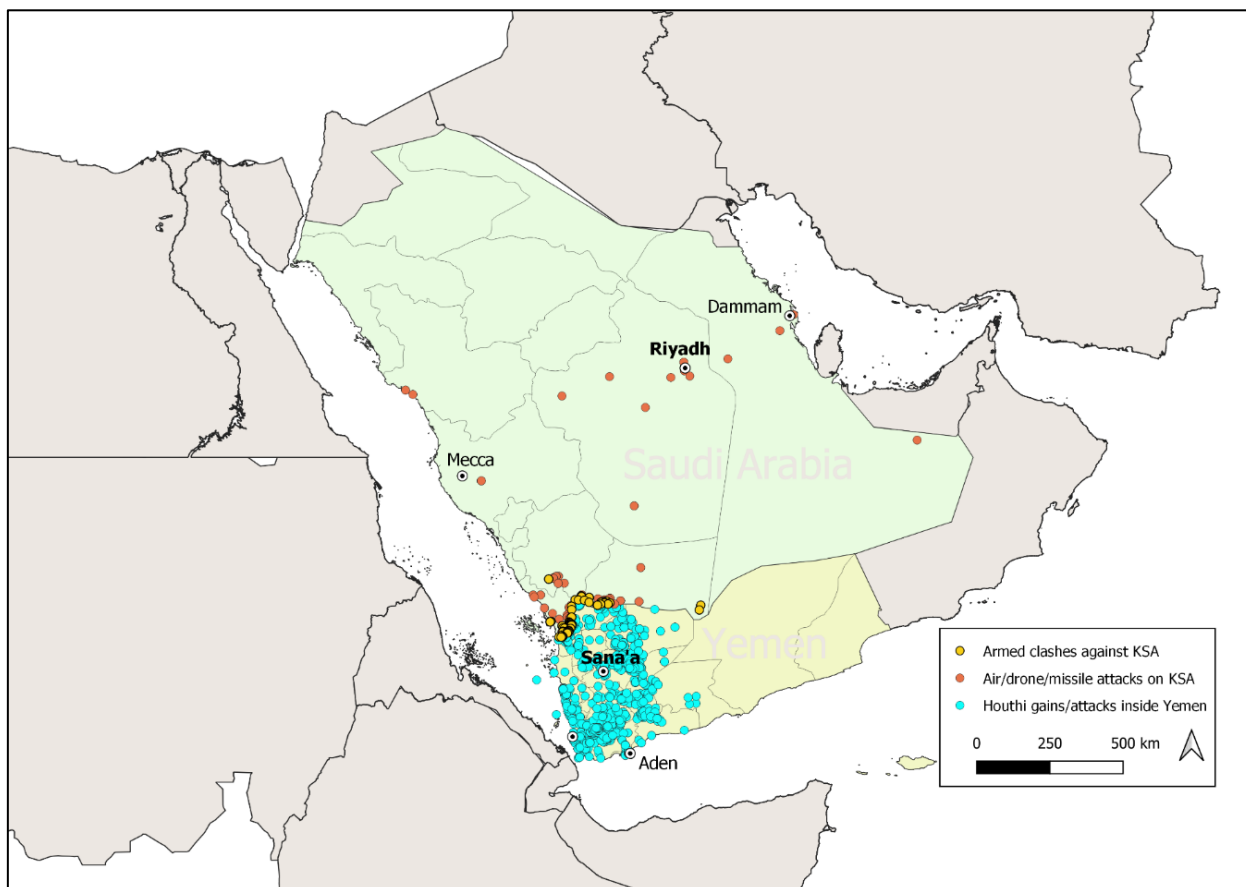 Dammam
Riyadh
Mecca
Saudi Arabia
Yemen
Sana'a
Aden
Armed clashes against KSA
Air/drone/missile attacks on KSA
Houthi gains/attacks inside Yemen
0 250 500 km